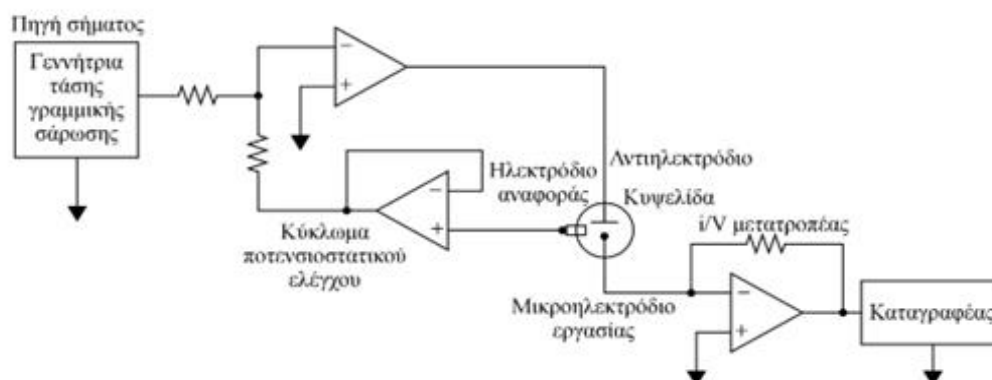 Πηγή σήματος
Γεννήτρια
τάσης
γραμμικής
σάρωσης
−
+
Αντιηλεκτρόδιο
Ηλεκτρόδιο
αναφοράς
Κυψελίδα
−
+
i/V μετατροπέας
Κύκλωμα
ποτενσιοστατικού
ελέγχου
Μικροηλεκτρόδιο
εργασίας
−
+
Καταγραφέας